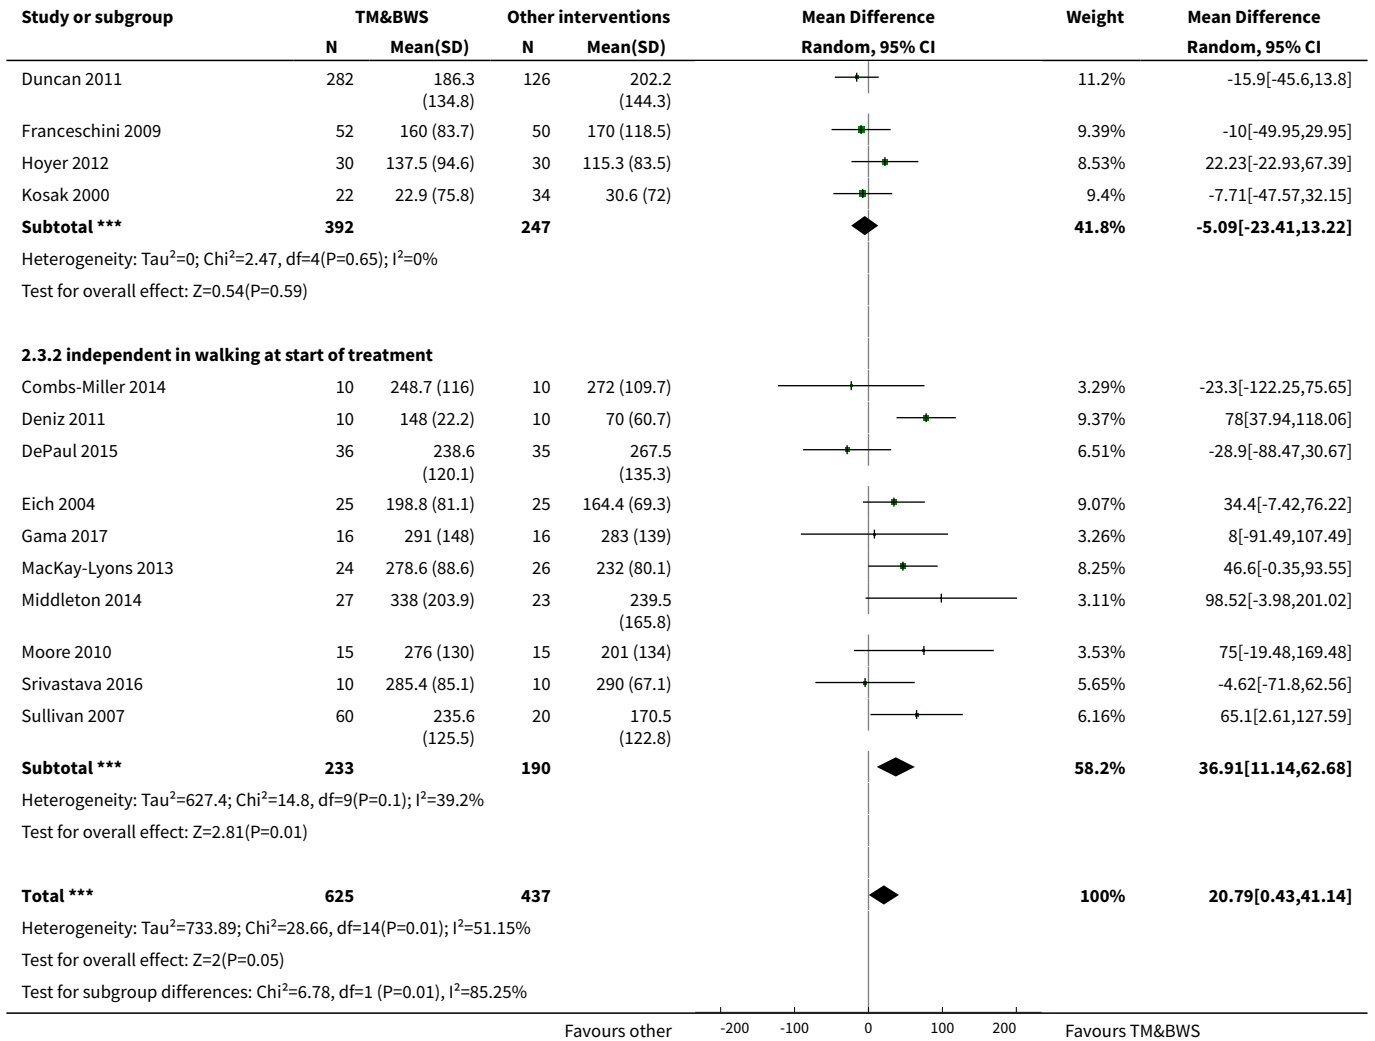 Study or subgroup TM&BWS Other interventions Mean Difference Weight Mean Difference
N Mean(SD) N Mean(SD) Random, 95% CI Random, 95% CI
Duncan 2011 282 186.3 126 202.2 11.2% -15.9[-45.6,13.8]
(134.8) (144.3)
Franceschini 2009 52 160 (83.7) 50 170 (118.5) 9.39% -10[-49.95,29.95]
Hoyer 2012 30 137.5 (94.6) 30 115.3 (83.5) 8.53% 22.23[-22.93,67.39]
Kosak 2000 22 22.9 (75.8) 34 30.6 (72) 9.4% -7.71[-47.57,32.15]
Subtotal *** 392 247 41.8% -5.09[-23.41,13.22]
Heterogeneity: Tau²=0; Chi²=2.47, df=4(P=0.65); I²=0%
Test for overall effect: Z=0.54(P=0.59)
2.3.2 independent in walking at start of treatment
Combs-Miller 2014 10 248.7 (116) 10 272 (109.7) 3.29% -23.3[-122.25,75.65]
Deniz 2011 10 148 (22.2) 10 70 (60.7) 9.37% 78[37.94,118.06]
DePaul 2015 36 238.6 35 267.5 6.51% -28.9[-88.47,30.67]
(120.1) (135.3)
Eich 2004 25 198.8 (81.1) 25 164.4 (69.3) 9.07% 34.4[-7.42,76.22]
Gama 2017 16 291 (148) 16 283 (139) 3.26% 8[-91.49,107.49]
MacKay-Lyons 2013 24 278.6 (88.6) 26 232 (80.1) 8.25% 46.6[-0.35,93.55]
Middleton 2014 27 338 (203.9) 23 239.5 3.11% 98.52[-3.98,201.02]
(165.8)
Moore 2010 15 276 (130) 15 201 (134) 3.53% 75[-19.48,169.48]
Srivastava 2016 10 285.4 (85.1) 10 290 (67.1) 5.65% -4.62[-71.8,62.56]
Sullivan 2007 60 235.6 20 170.5 6.16% 65.1[2.61,127.59]
(125.5) (122.8)
Subtotal *** 233 190 58.2% 36.91[11.14,62.68]
Heterogeneity: Tau²=627.4; Chi²=14.8, df=9(P=0.1); I²=39.2%
Test for overall effect: Z=2.81(P=0.01)
Total *** 625 437 100% 20.79[0.43,41.14]
Heterogeneity: Tau²=733.89; Chi²=28.66, df=14(P=0.01); I²=51.15%
Test for overall effect: Z=2(P=0.05)
Test for subgroup differences: Chi²=6.78, df=1 (P=0.01), I²=85.25%
Favours other -200 -100 0 100 200 Favours TM&BWS